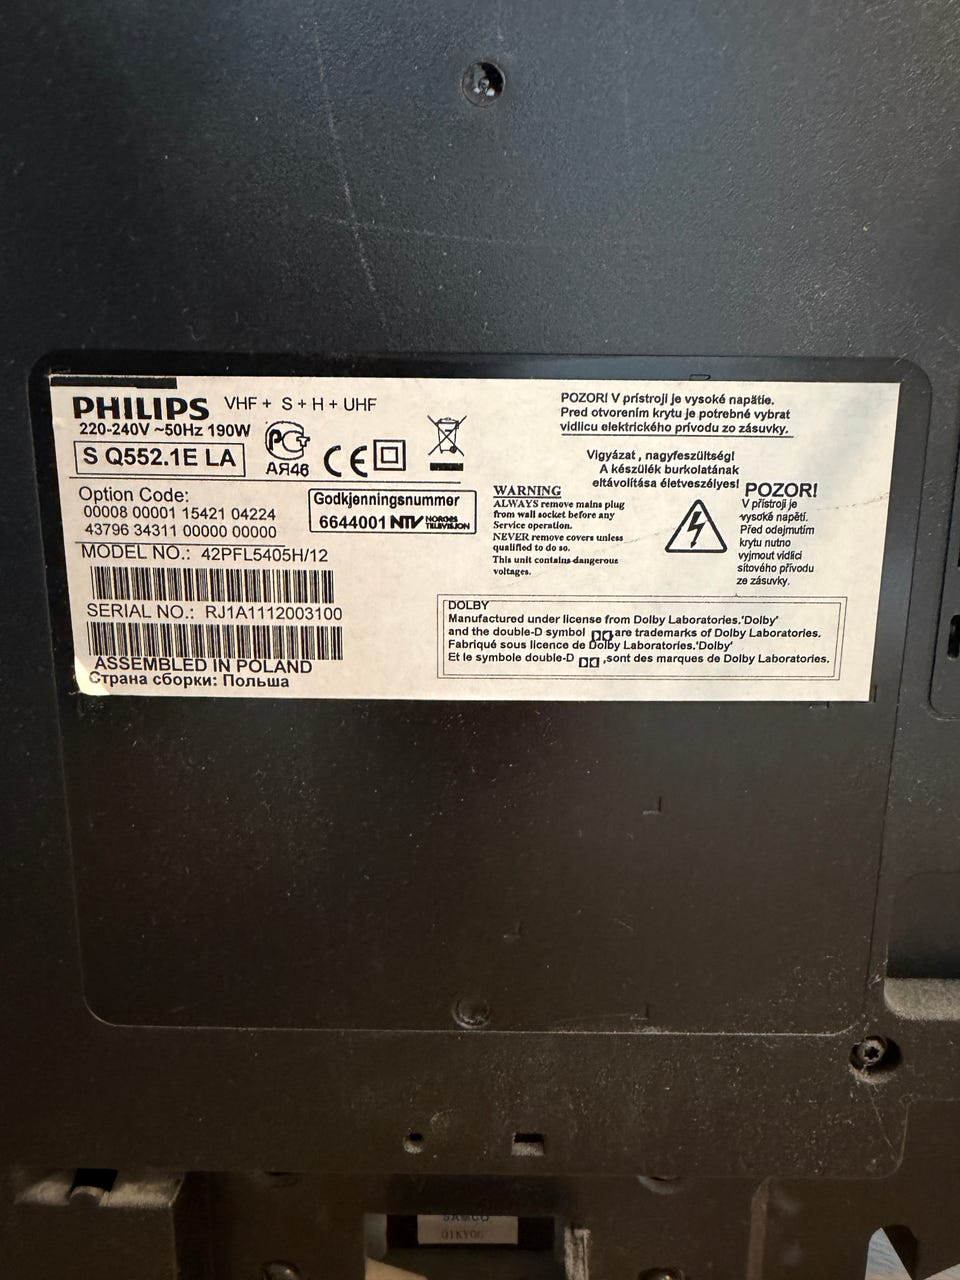 PHILIPS VHF + S + H + UHF
220-240V ~50Hz 190W
S Q552.1E LA
АЯ46
CE
Option Code:
00008 00001 15421 04224
43796 34311 00000 00000
Godkjenningsnummer
6644001 NTV NORGES TELEVISJON
MODEL NO.: 42PFL5405H/12
SERIAL NO.: RJ1A1112003100
ASSEMBLED IN POLAND
Страна сборки: Польша
POZOR! V prístroji je vysoké napätie.
Pred otvorením krytu je potrebné vybrat
vidlicu elektrického prívodu zo zásuvky.
Vigyázat, nagyfeszültség!
A készülék burkolatának
eltávolítása életveszélyes!
WARNING
ALWAYS remove mains plug
from wall socket before any
Service operation.
NEVER remove covers unless
qualified to do so.
This unit contains dangerous
voltages.
POZOR!
V přístroji je
vysoké napětí.
Před odejmutím
krytu nutno
vyjmout vidlici
síťového přívodu
ze zásuvky.
DOLBY
Manufactured under license from Dolby Laboratories.'Dolby'
and the double-D symbol are trademarks of Dolby Laboratories.
Fabriqué sous licence de Dolby Laboratories.'Dolby'
Et le symbole double-D ,sont des marques de Dolby Laboratories.
01KY06